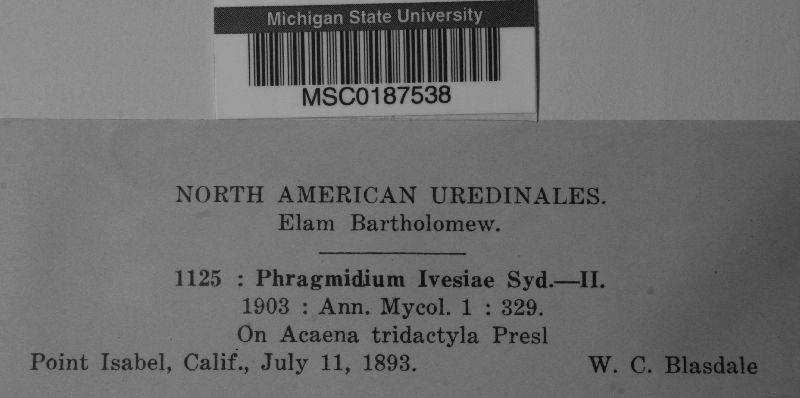 Michigan State University
MSC0187538
NORTH AMERICAN UREDINALES.
Elam Bartholomew.
1125 : Phragmidium Ivesiae Syd.—II.
1903 : Ann. Mycol. 1 : 329.
On Acaena tridactyla Presl
Point Isabel, Calif., July 11, 1893. W. C. Blasdale